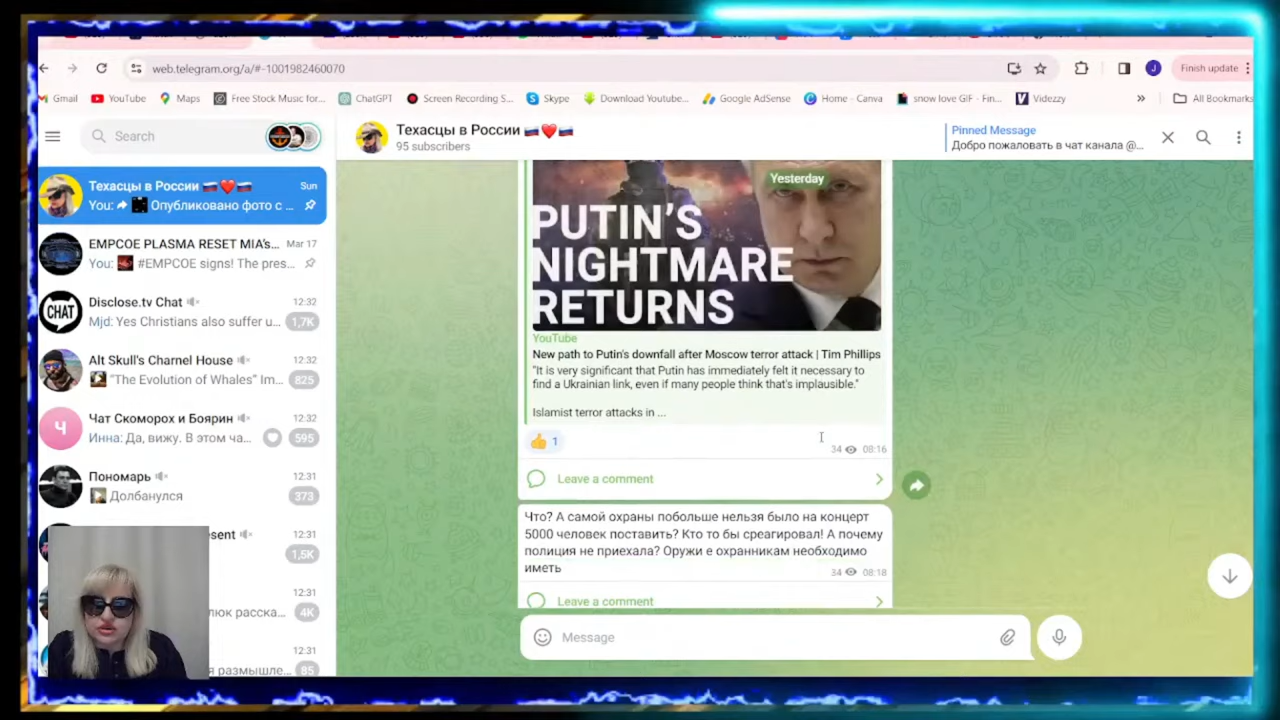 web.telegram.org/a/#-1001982460070
Finish update
Gmail
YouTube
Maps
Free Stock Music for...
ChatGPT
Screen Recording S...
Skype
Download Youtube...
Google AdSense
Home - Canva
snow love GIF - Fin...
Videzzy
»
All Bookmarks
Search
Техасцы в России 🇷🇺❤️🇷🇺
95 subscribers
Pinned Message
Добро пожаловать в чат канала @...
Техасцы в России 🇷🇺❤️🇷🇺 Sun
You: Опубликовано фото с ...
EMPCOE PLASMA RESET MIA's... Mar 17
You: #EMPCOE signs! The pres...
CHAT
Disclose.tv Chat 12:32
Mjd: Yes Christians also suffer u... 1,7K
Alt Skull's Charnel House 12:32
"The Evolution of Whales" Im... 825
Ч
Чат Скоморох и Боярин 12:32
Инна: Да, вижу. В этом ча... 595
Пономарь 12:31
Долбанулся 373
sent 12:31
1,5K
12:31
люк расска... 4K
12:31
я размышле... 85
Yesterday
PUTIN'S
NIGHTMARE
RETURNS
YouTube
New path to Putin's downfall after Moscow terror attack | Tim Phillips
"It is very significant that Putin has immediately felt it necessary to
find a Ukrainian link, even if many people think that's implausible."
Islamist terror attacks in ...
👍 1
34 08:16
Leave a comment
Что? А самой охраны побольше нельзя было на концерт
5000 человек поставить? Кто то бы среагировал! А почему
полиция не приехала? Оружи е охранникам необходимо
иметь
34 08:18
Leave a comment
Message